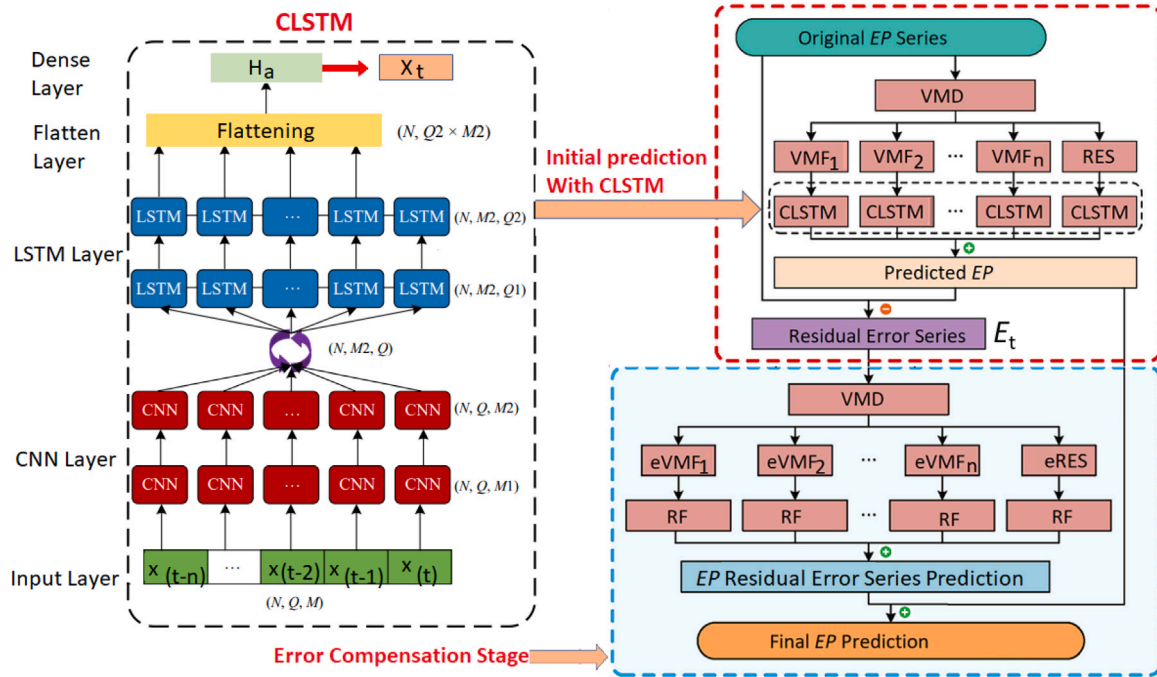 CLSTM
Dense
Layer
H a
X t
Flatten
Layer
Flattening
(N, Q2 × M2)
LSTM Layer
LSTM LSTM ... LSTM LSTM
(N, M2, Q2)
LSTM LSTM ... LSTM LSTM
(N, M2, Q1)
(N, M2, Q)
CNN Layer
CNN CNN ... CNN CNN
(N, Q, M2)
CNN CNN ... CNN CNN
(N, Q, M1)
Input Layer
x (t-n) ... x(t-2) x(t-1) x(t)
(N, Q, M)
Initial prediction
With CLSTM
Error Compensation Stage
Original EP Series
VMD
VMF1 VMF2 ... VMFn RES
CLSTM CLSTM ... CLSTM CLSTM
+
Predicted EP
−
Residual Error Series
Et
VMD
eVMF1 eVMF2 ... eVMFn eRES
RF RF ... RF RF
+
EP Residual Error Series Prediction
+
Final EP Prediction